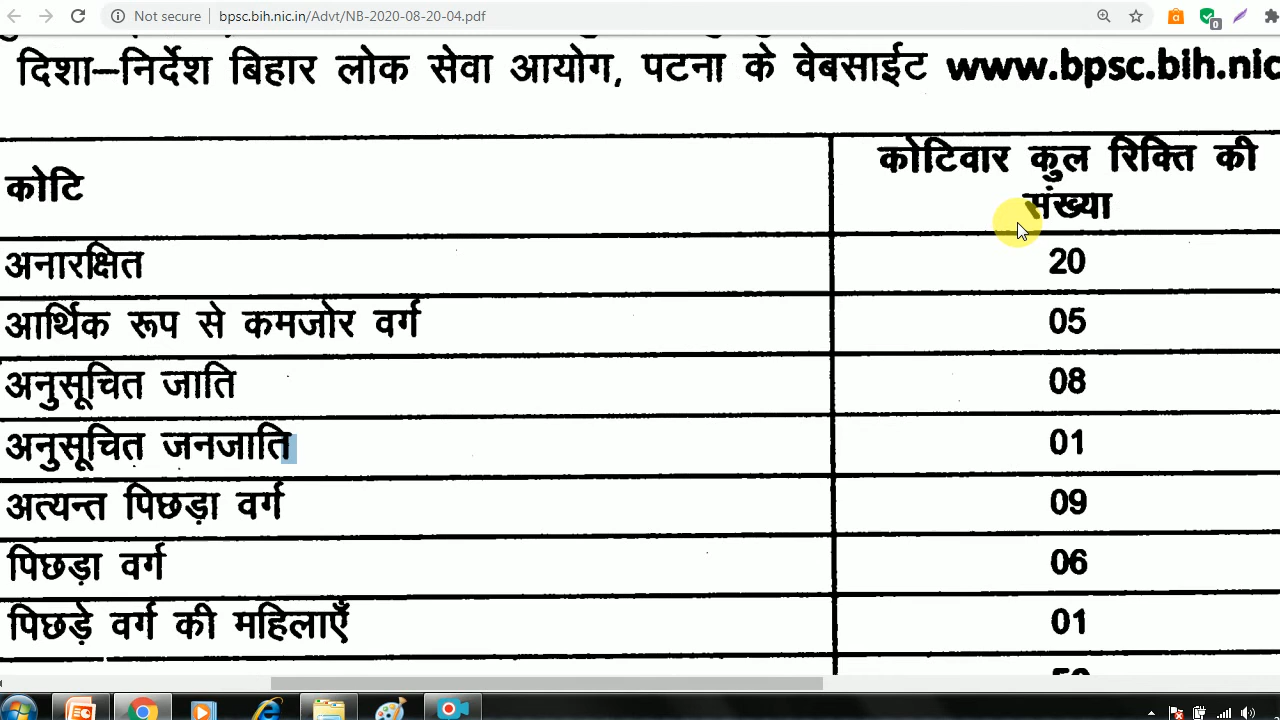 Not secure | bpsc.bih.nic.in/Advt/NB-2020-08-20-04.pdf
दिशा–निर्देश बिहार लोक सेवा आयोग, पटना के वेबसाईट www.bpsc.bih.nic
कोटि
कोटिवार कुल रिक्ति की
संख्या
अनारक्षित 20
आर्थिक रूप से कमजोर वर्ग 05
अनुसूचित जाति 08
अनुसूचित जनजाति 01
अत्यन्त पिछड़ा वर्ग 09
पिछड़ा वर्ग 06
पिछड़े वर्ग की महिलाएँ 01